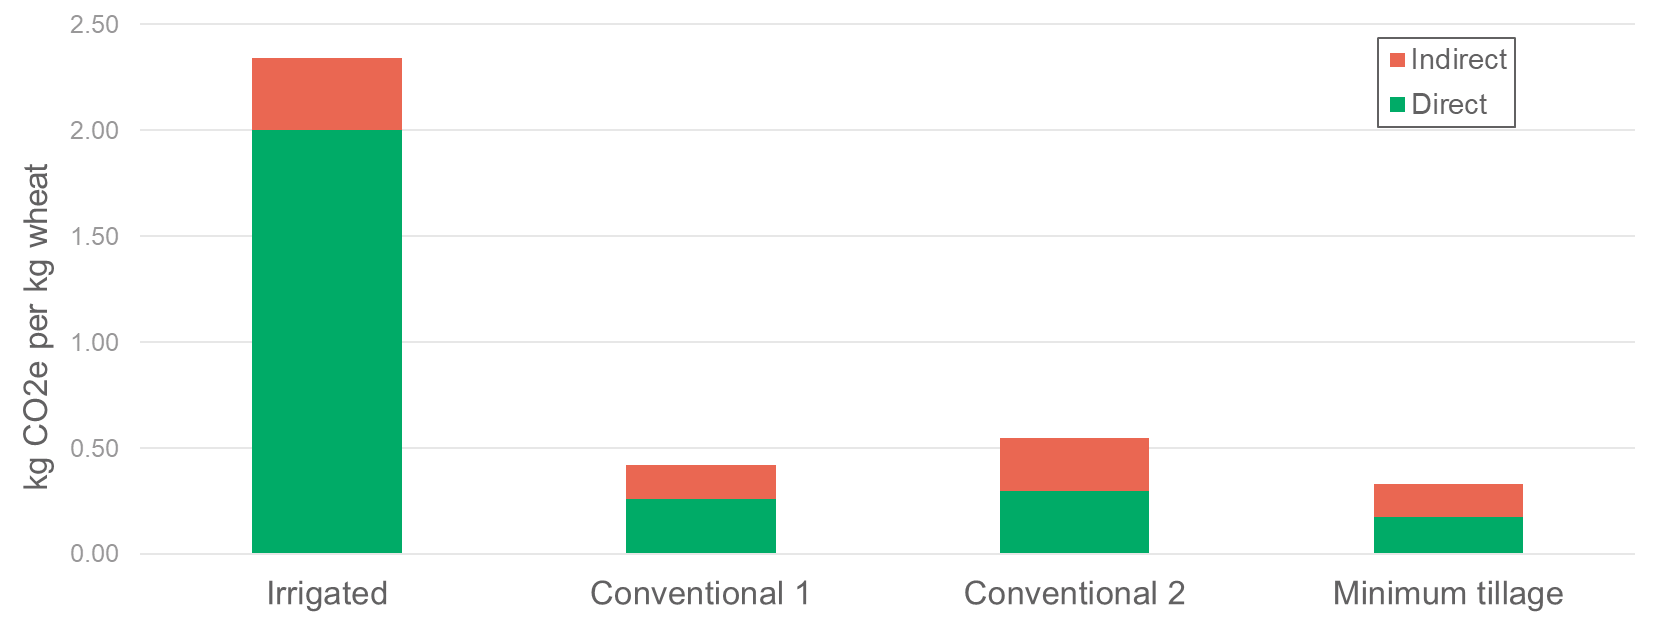 2.50
2.00
1.50
1.00
0.50
0.00
kg CO2e per kg wheat
Indirect
Direct
Irrigated
Conventional 1
Conventional 2
Minimum tillage